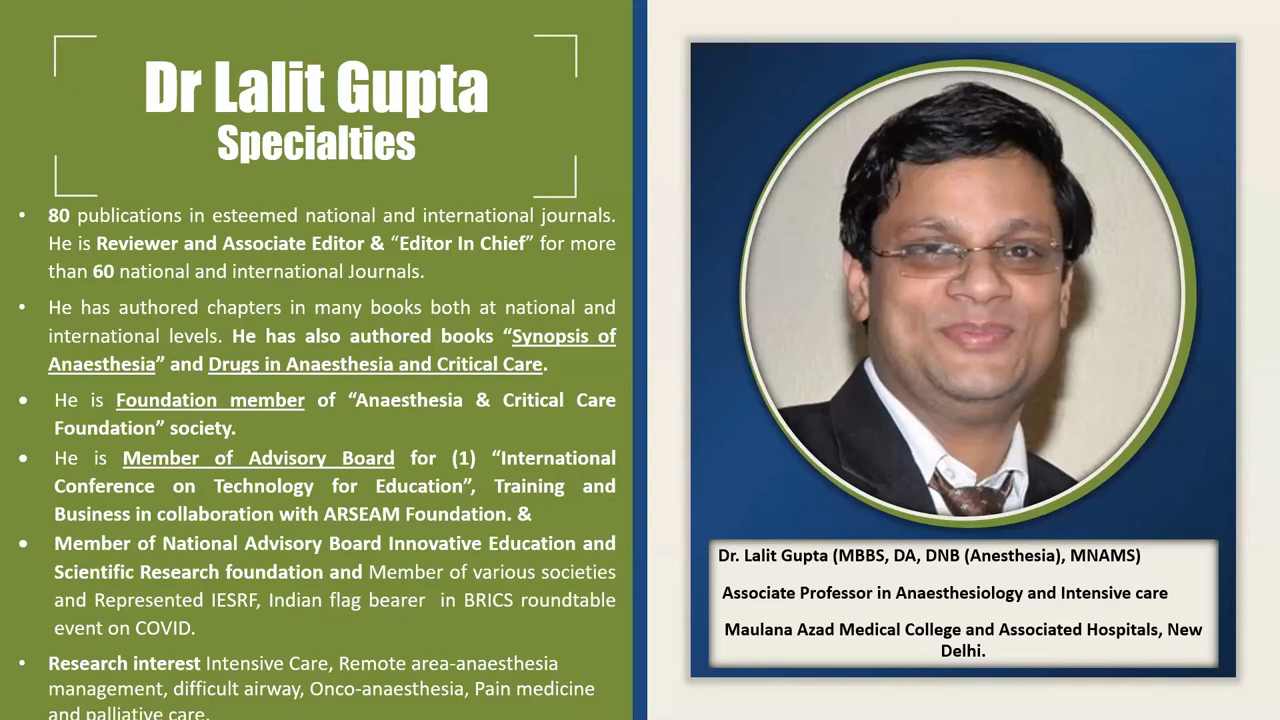 Dr Lalit Gupta
Specialties
• 80 publications in esteemed national and international journals.
He is Reviewer and Associate Editor & “Editor In Chief” for more
than 60 national and international Journals.
• He has authored chapters in many books both at national and
international levels. He has also authored books “Synopsis of
Anaesthesia” and Drugs in Anaesthesia and Critical Care.
• He is Foundation member of “Anaesthesia & Critical Care
Foundation” society.
• He is Member of Advisory Board for (1) “International
Conference on Technology for Education”, Training and
Business in collaboration with ARSEAM Foundation. &
• Member of National Advisory Board Innovative Education and
Scientific Research foundation and Member of various societies
and Represented IESRF, Indian flag bearer in BRICS roundtable
event on COVID.
• Research interest Intensive Care, Remote area-anaesthesia
management, difficult airway, Onco-anaesthesia, Pain medicine
and palliative care.
Dr. Lalit Gupta (MBBS, DA, DNB (Anesthesia), MNAMS)
Associate Professor in Anaesthesiology and Intensive care
Maulana Azad Medical College and Associated Hospitals, New
Delhi.